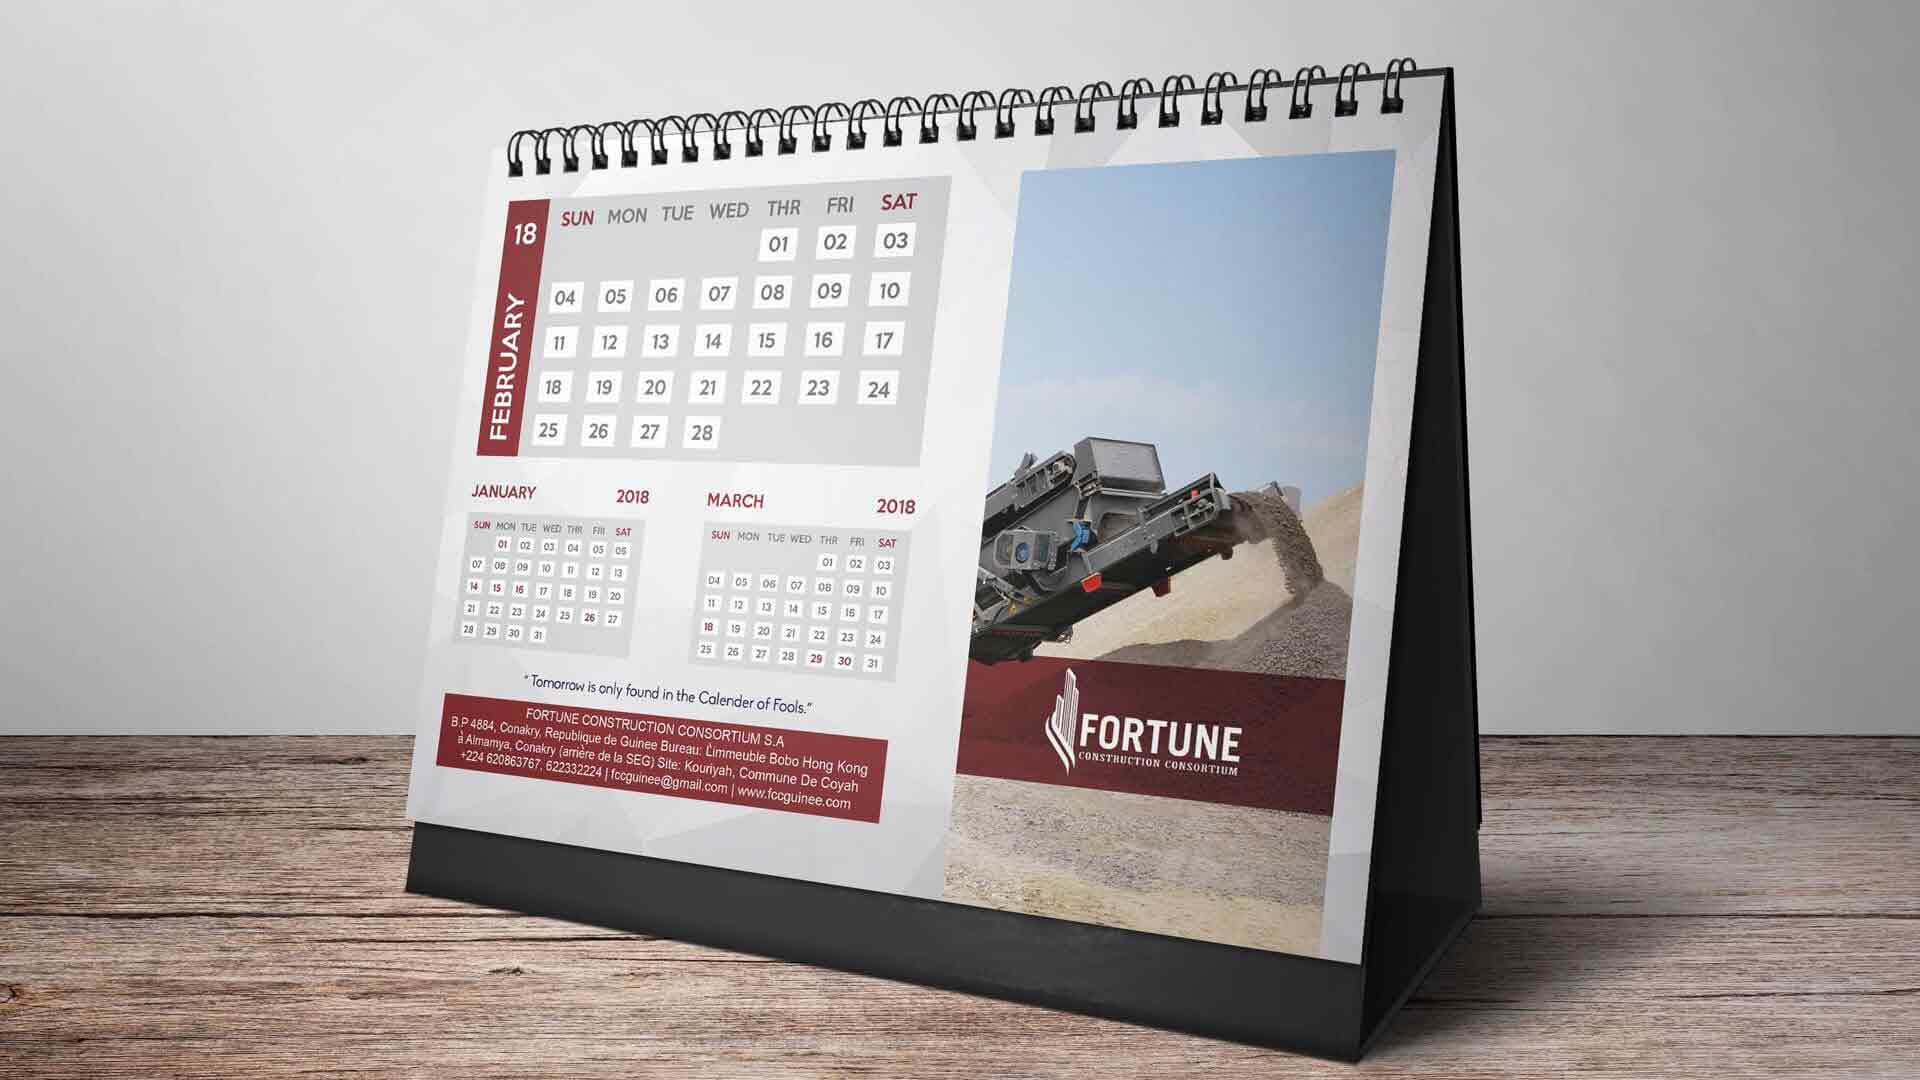 18
FEBRUARY
SUN MON TUE WED THR FRI SAT
01 02 03
04 05 06 07 08 09 10
11 12 13 14 15 16 17
18 19 20 21 22 23 24
25 26 27 28
JANUARY 2018
SUN MON TUE WED THR FRI SAT
01 02 03 04 05 06
07 08 09 10 11 12 13
14 15 16 17 18 19 20
21 22 23 24 25 26 27
28 29 30 31
MARCH 2018
SUN MON TUE WED THR FRI SAT
01 02 03
04 05 06 07 08 09 10
11 12 13 14 15 16 17
18 19 20 21 22 23 24
25 26 27 28 29 30 31
“Tomorrow is only found in the Calender of Fools.”
FORTUNE CONSTRUCTION CONSORTIUM S.A
B.P 4884, Conakry, Republique de Guinee Bureau: Limmeuble Bobo Hong Kong
à Almamya, Conakry (arrière de la SEG) Site: Kouriyah, Commune De Coyah
+224 620863767, 622332224 | fccguinee@gmail.com | www.fccguinee.com
FORTUNE
CONSTRUCTION CONSORTIUM